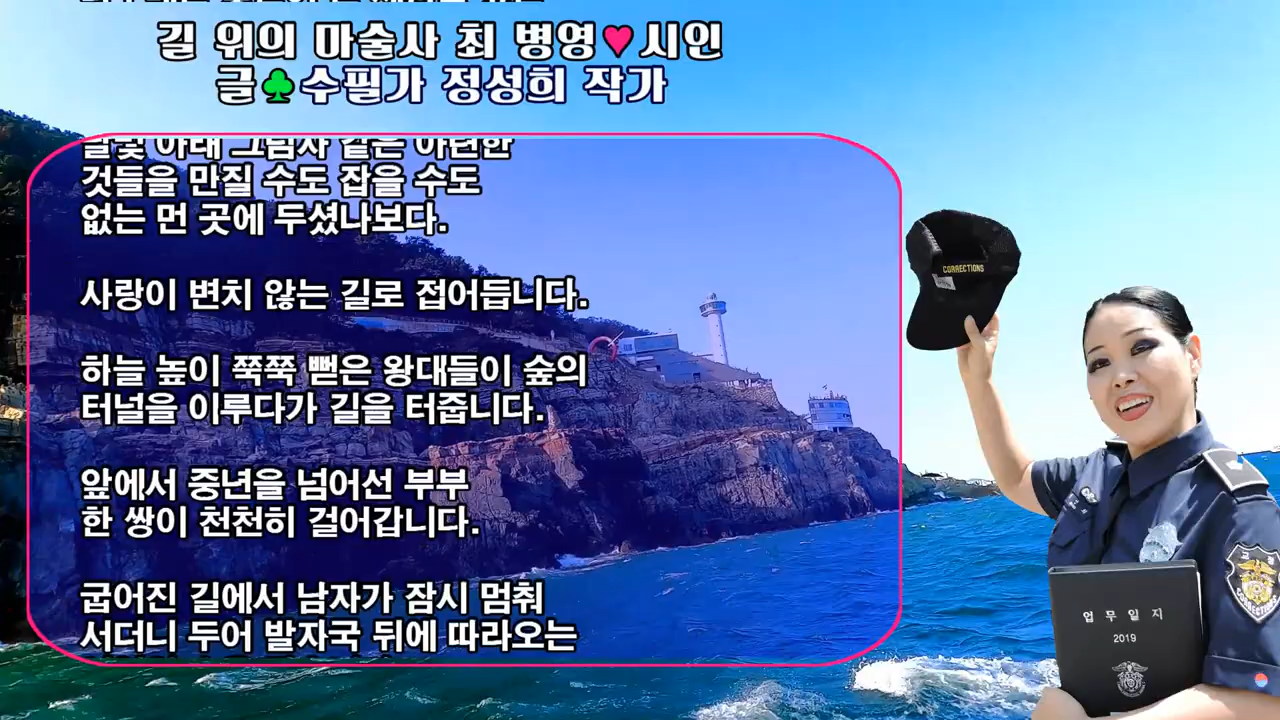 길 위의 마술사 최 병영♥시인
글♣수필가 정성희 작가
것들을 만질 수도 잡을 수도
없는 먼 곳에 두셨나보다.
사랑이 변치 않는 길로 접어듭니다.
하늘 높이 쭉쭉 뻗은 왕대들이 숲의
터널을 이루다가 길을 터줍니다.
앞에서 중년을 넘어선 부부
한 쌍이 천천히 걸어갑니다.
굽어진 길에서 남자가 잠시 멈춰
서더니 두어 발자국 뒤에 따라오는
CORRECTIONS
업무일지
2019
CORRECTIONS